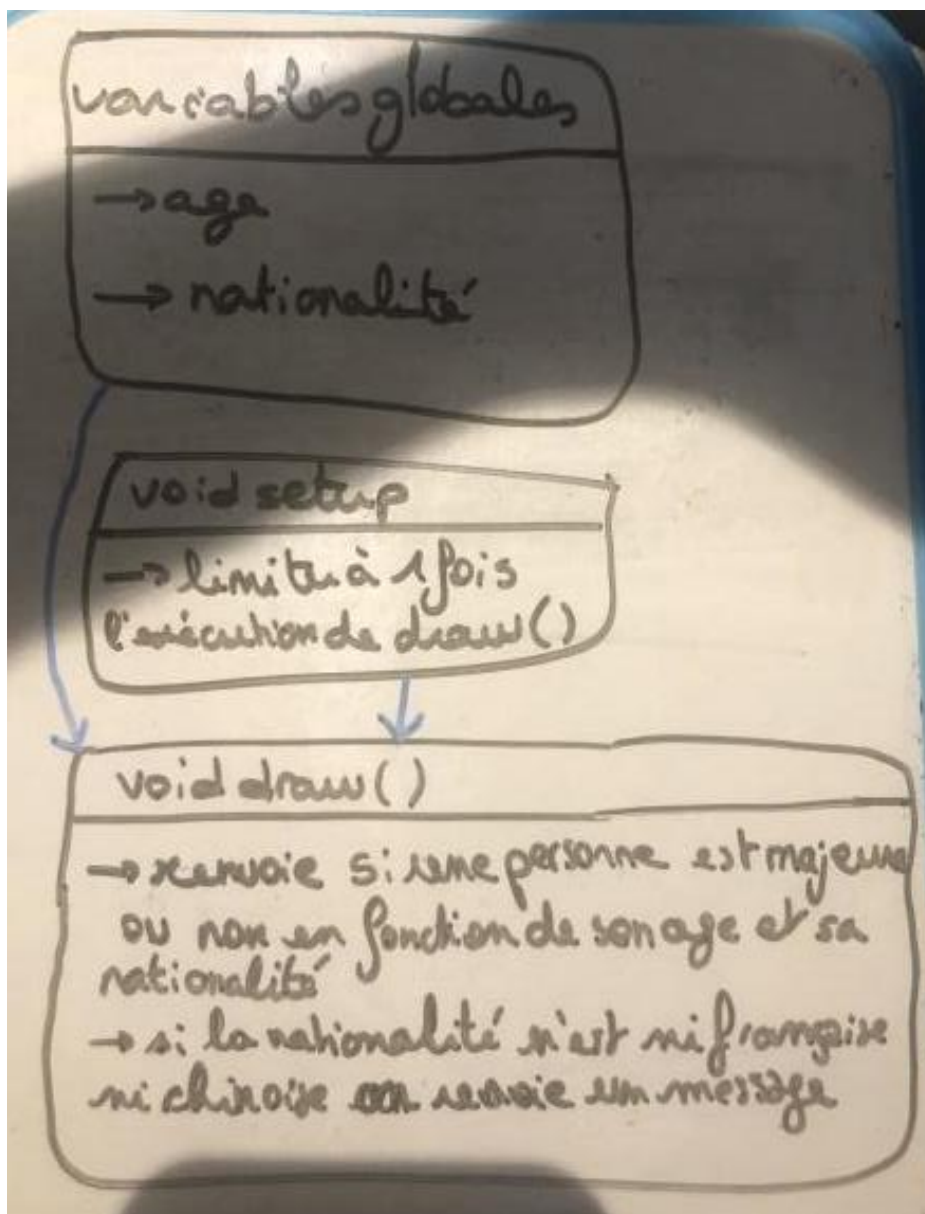 variables globales
→ age
→ nationalité
void setup
→ limiter à 1 fois
l'exécution de draw()
void draw()
→ renvoie si une personne est majeure
ou non en fonction de son age et sa
nationalité
→ si la nationalité n'est ni française
ni chinoise on renvoie un message